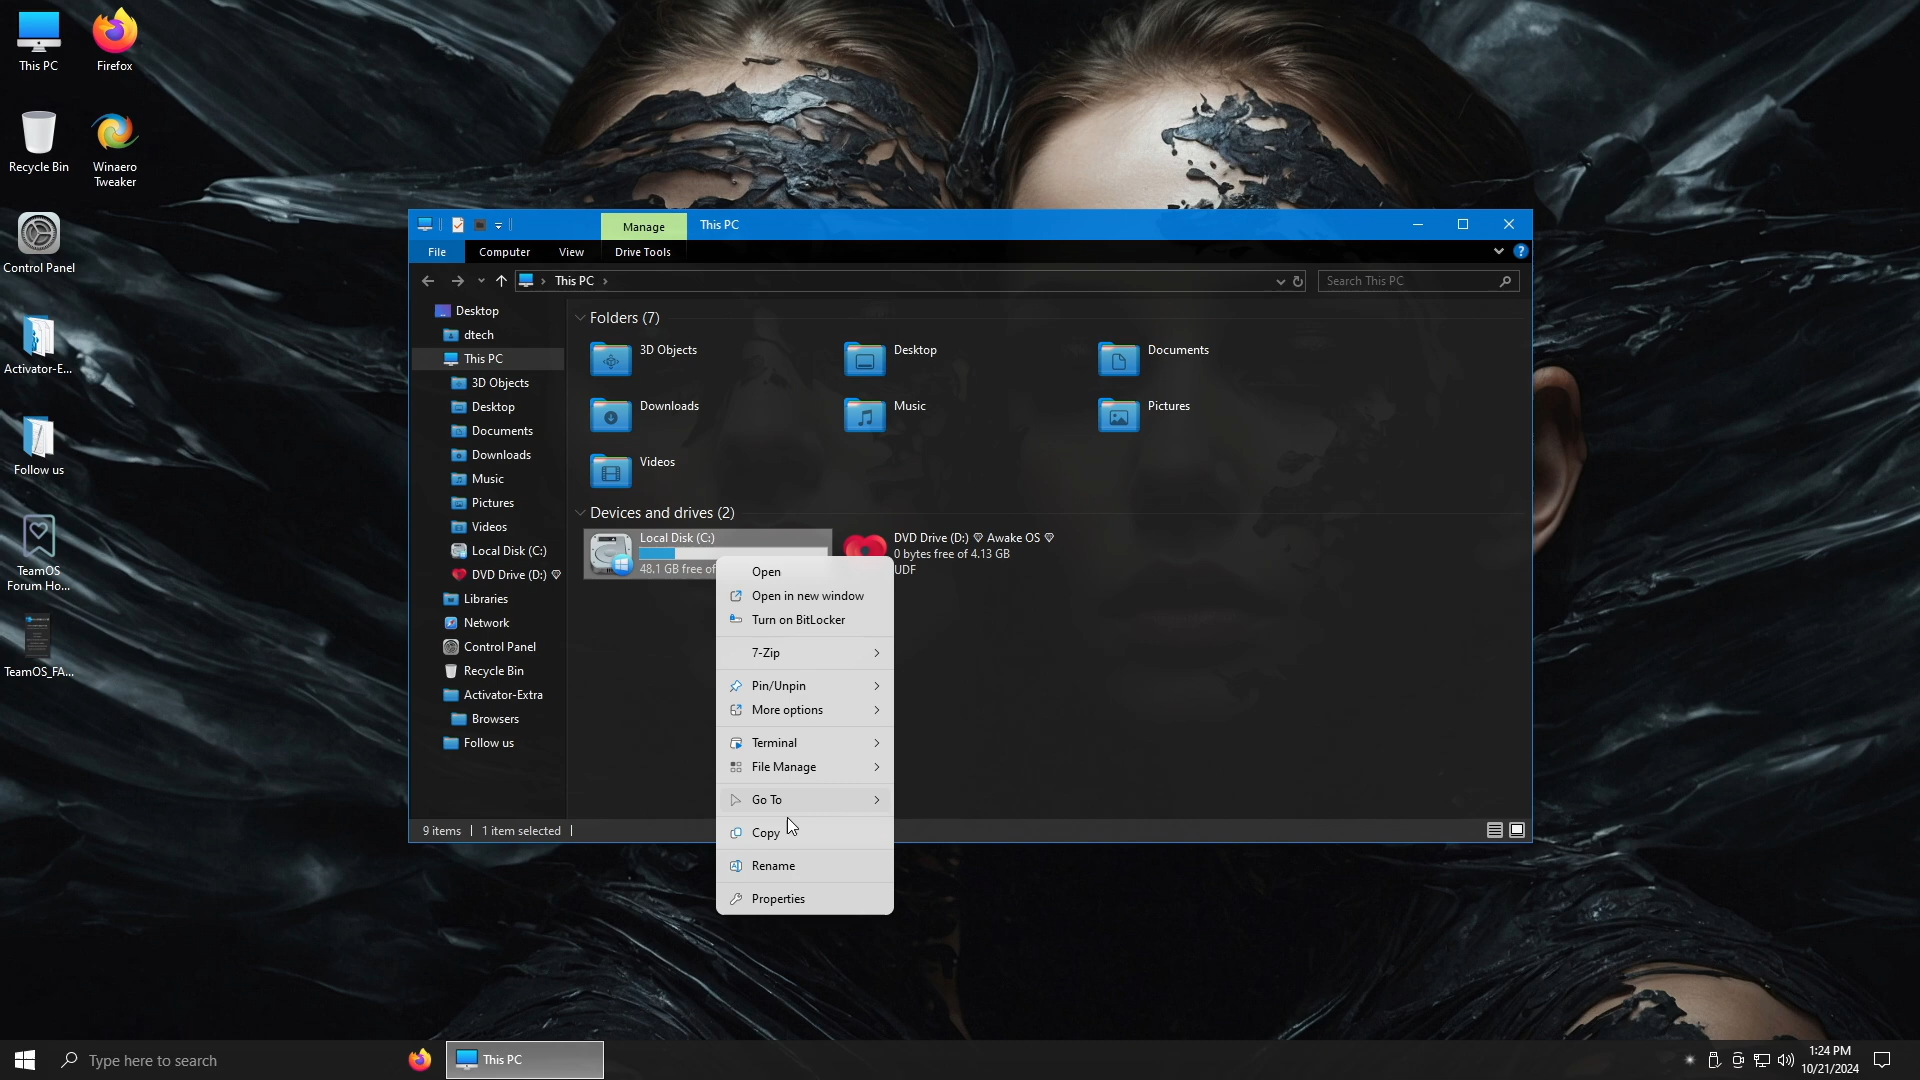 This PC
Firefox
Recycle Bin
Winaero
Tweaker
Control Panel
Activator-E...
Follow us
TeamOS
Forum Ho...
TeamOS_FA...
Manage
This PC
File
Computer
View
Drive Tools
This PC
Search This PC
Desktop
dtech
This PC
3D Objects
Desktop
Documents
Downloads
Music
Pictures
Videos
Local Disk (C:)
DVD Drive (D:) ♡
Libraries
Network
Control Panel
Recycle Bin
Activator-Extra
Browsers
Follow us
Folders (7)
3D Objects
Desktop
Documents
Downloads
Music
Pictures
Videos
Devices and drives (2)
Local Disk (C:)
48.1 GB free of
DVD Drive (D:) ♡ Awake OS ♡
0 bytes free of 4.13 GB
UDF
Open
Open in new window
Turn on BitLocker
7-Zip
Pin/Unpin
More options
Terminal
File Manage
Go To
Copy
Rename
Properties
9 items
1 item selected
Type here to search
This PC
1:24 PM
10/21/2024